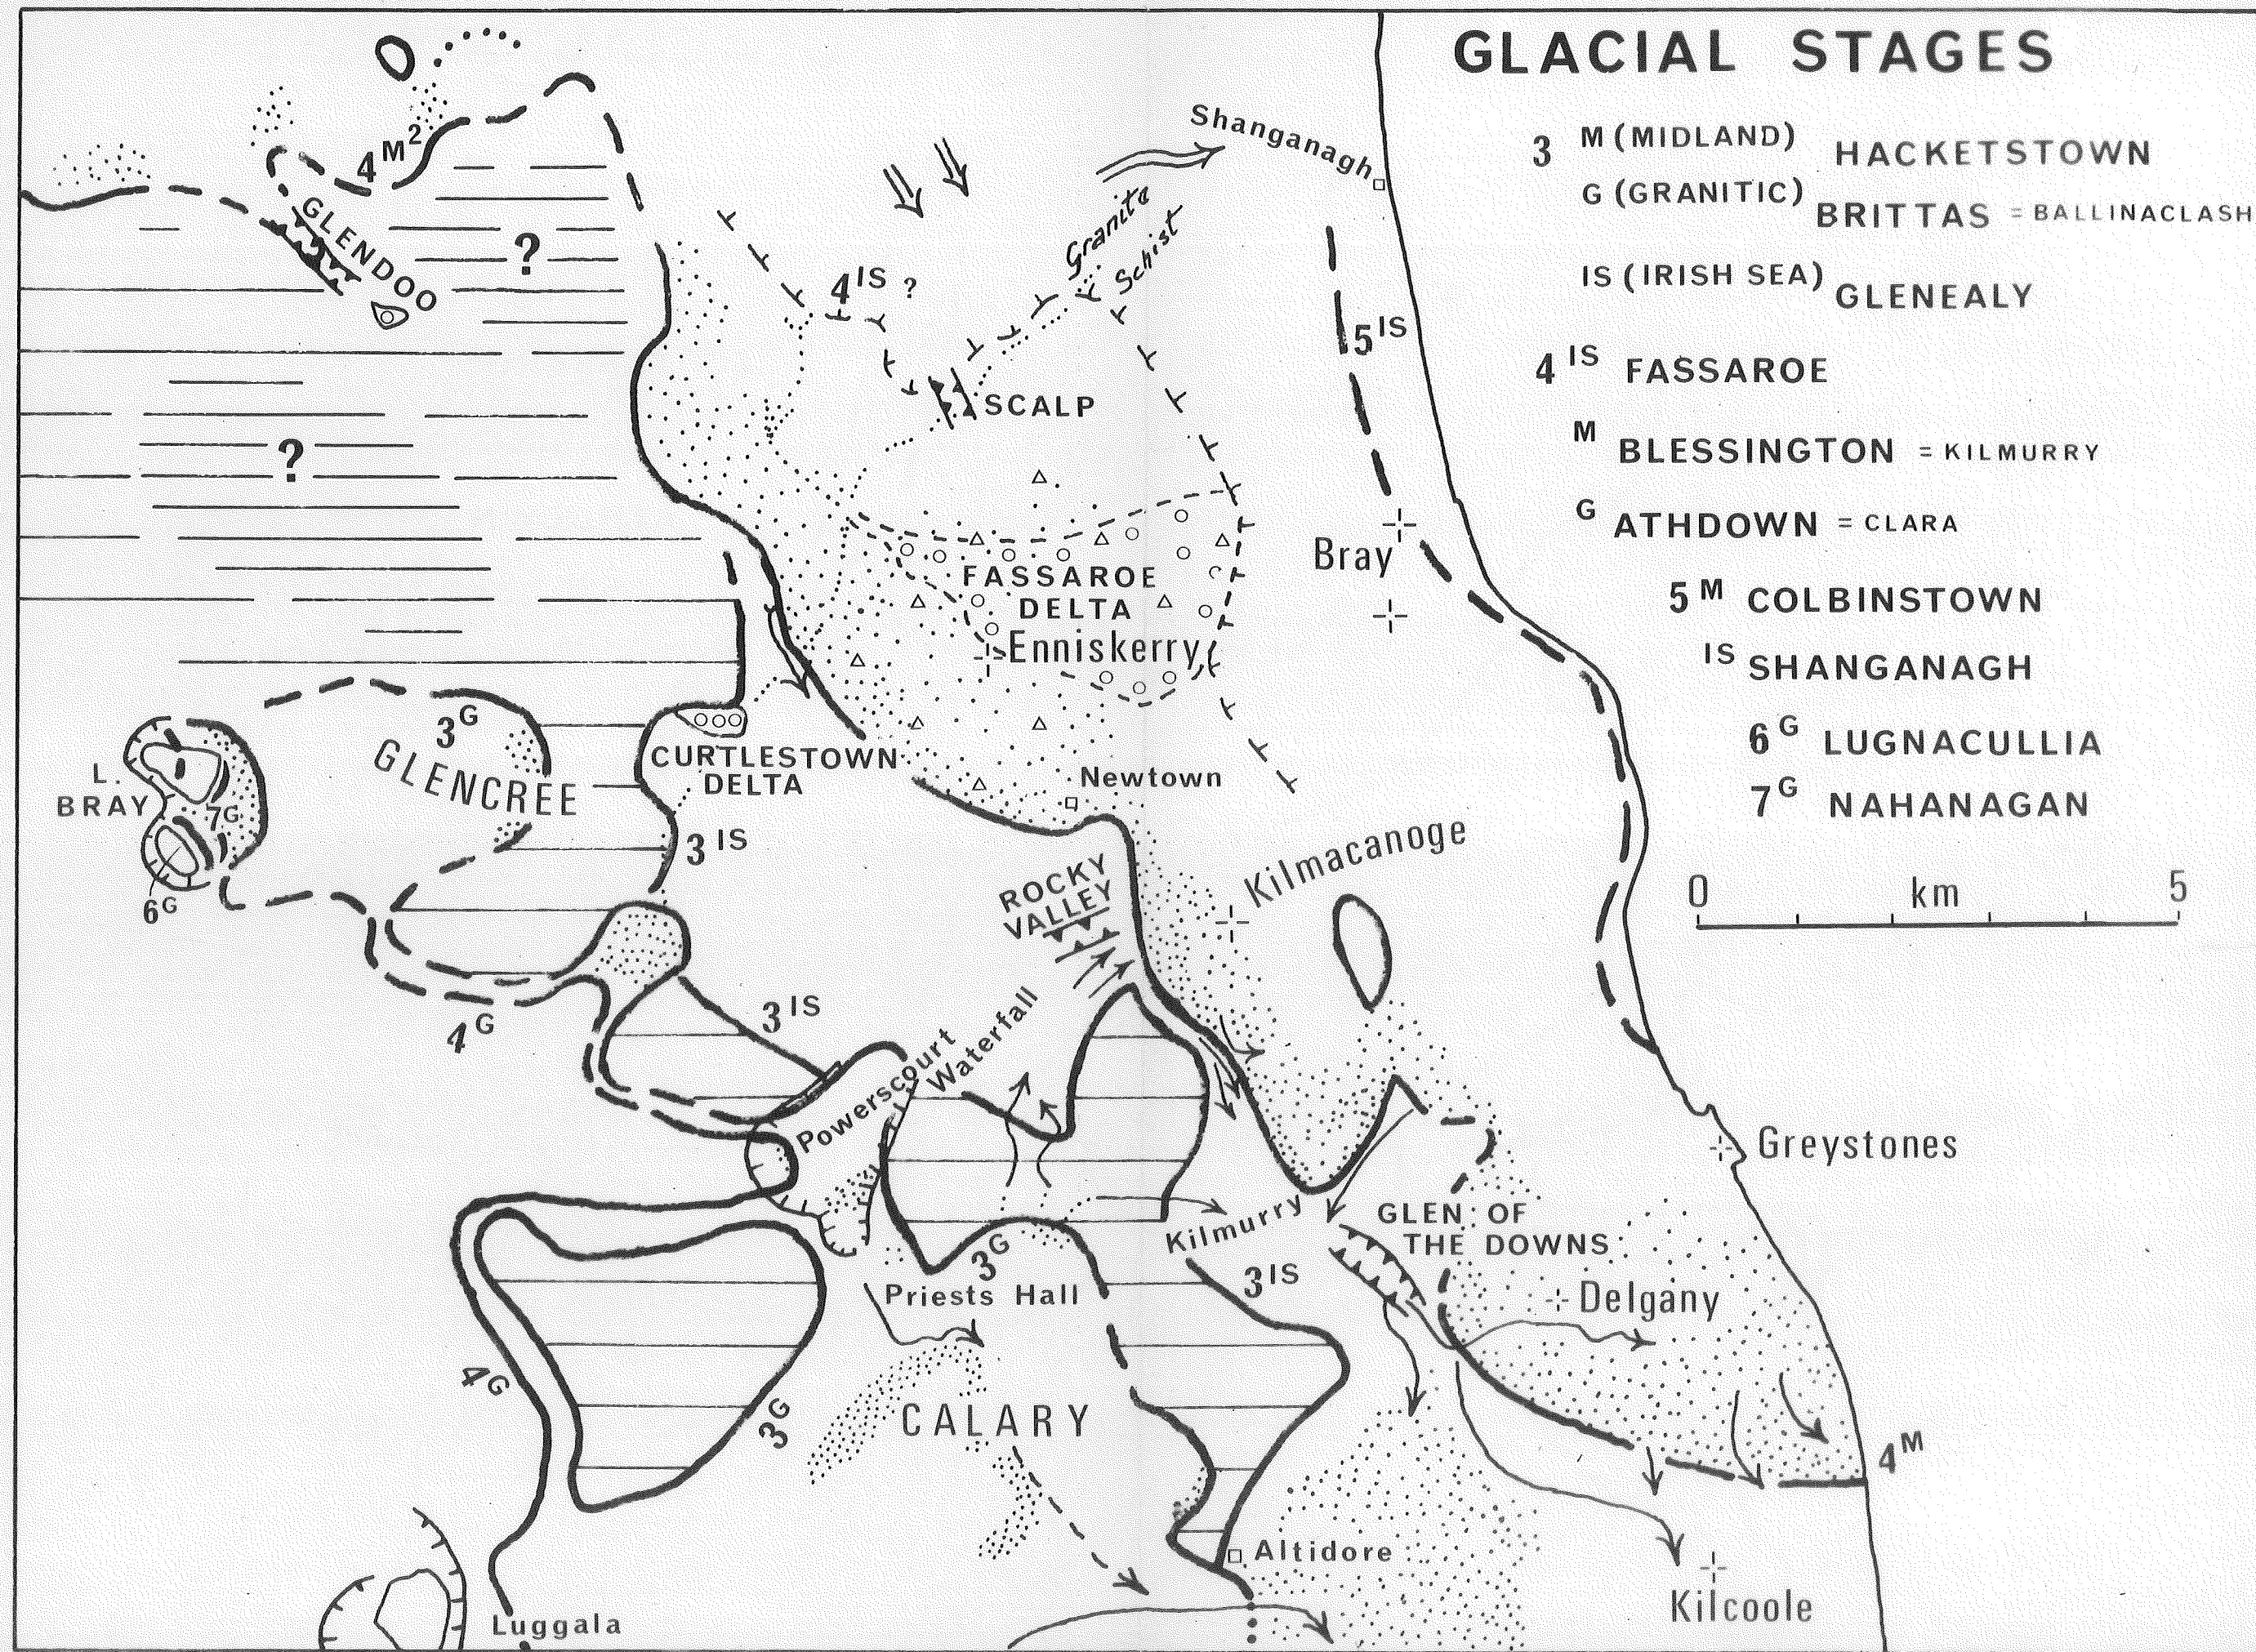 GLACIAL STAGES
3 M (MIDLAND) HACKETSTOWN
G (GRANITIC) BRITTAS = BALLINACLASH
IS (IRISH SEA) GLENEALY
4 IS FASSAROE
M BLESSINGTON = KILMURRY
G ATHDOWN = CLARA
5 M COLBINSTOWN
IS SHANGANAGH
6 G LUGNACULLIA
7 G NAHANAGAN
0 km 5
Shanganagh
4 M2
GLENDOO
?
Granite
Schist
4 IS ?
5 IS
SCALP
?
Bray
FASSAROE
DELTA
Enniskerry
3 G
GLENCREE
CURTLESTOWN
DELTA
L.
BRAY
7G
6G
Newtown
3 IS
Kilmacanoge
ROCKY
VALLEY
4 G
3 IS
Powerscourt
Waterfall
Greystones
Kilmurry
GLEN OF
THE DOWNS
3 G
Priests Hall
3 IS
Delgany
4 G
3 G
CALARY
4 M
Altidore
Kilcoole
Luggala